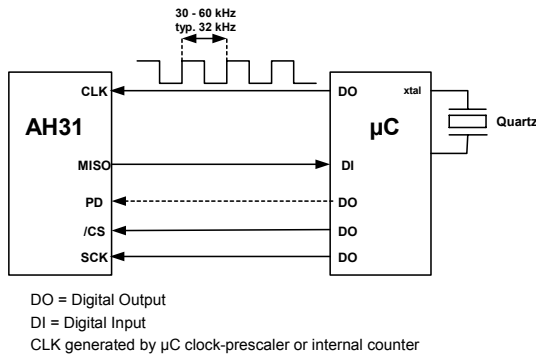 30 - 60 kHz
typ. 32 kHz
CLK
DO
xtal
AH31
µC
Quartz
MISO
DI
PD
DO
/CS
DO
SCK
DO
DO = Digital Output
DI = Digital Input
CLK generated by µC clock-prescaler or internal counter